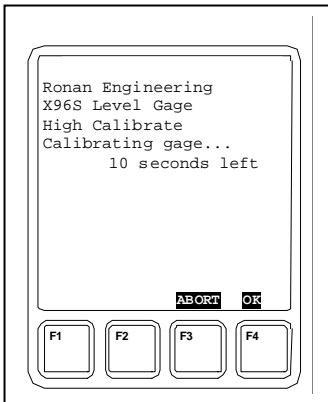 Ronan Engineering
X96S Level Gage
High Calibrate
Calibrating gage...
10 seconds left
ABORT OK
F1 F2 F3 F4